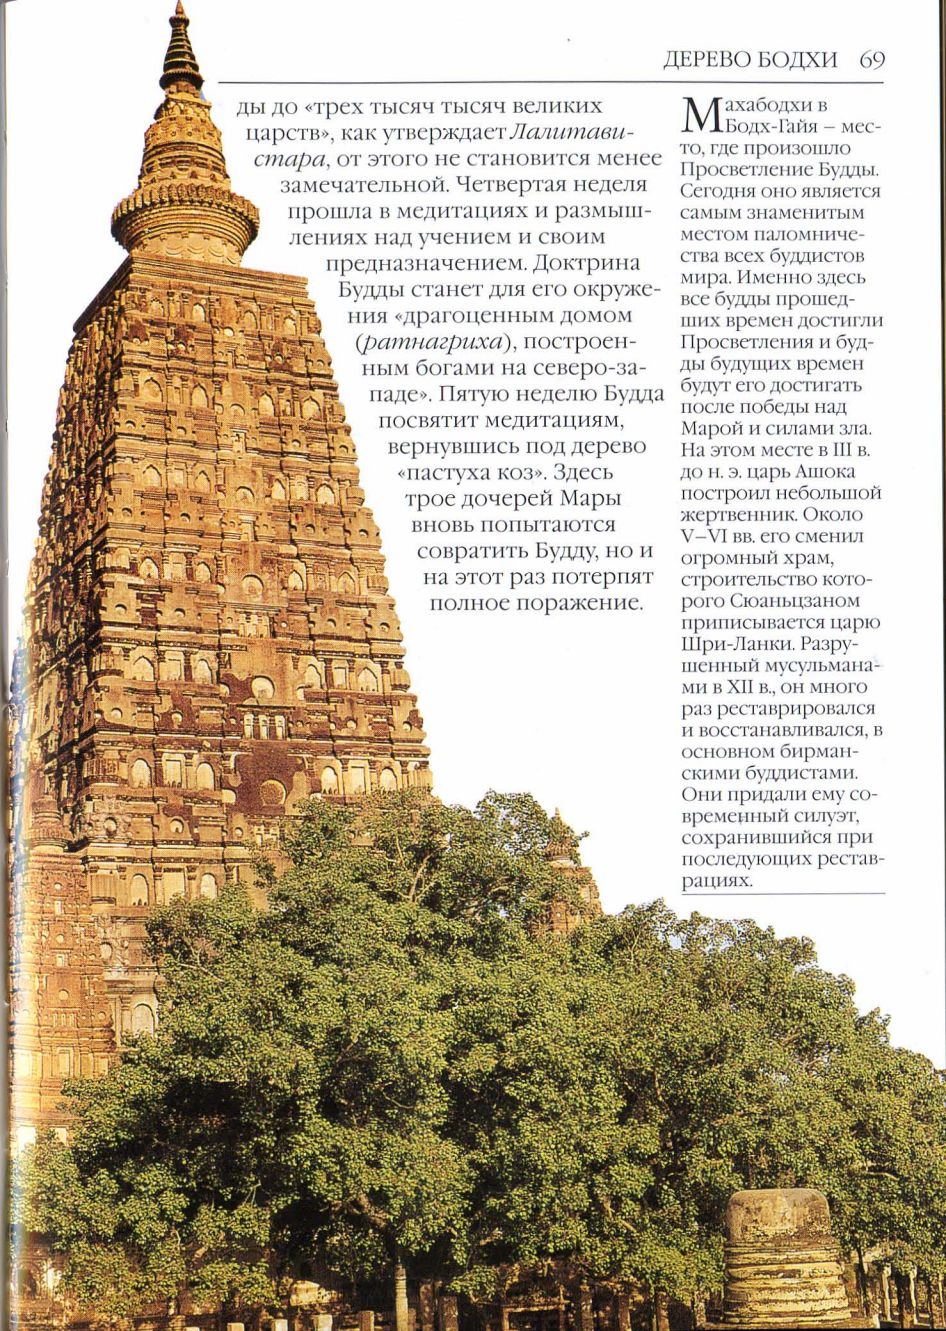 ДЕРЕВО БОДХИ 69
ды до «трех тысяч тысяч великих
царств», как утверждает Лалитави-
стара, от этого не становится менее
замечательной. Четвертая неделя
прошла в медитациях и размыш-
лениях над учением и своим
предназначением. Доктрина
Будды станет для его окруже-
ния «драгоценным домом
(ратнагриха), построен-
ным богами на северо-за-
паде». Пятую неделю Будда
посвятит медитациям,
вернувшись под дерево
«пастуха коз». Здесь
трое дочерей Мары
вновь попытаются
совратить Будду, но и
на этот раз потерпят
полное поражение.
Махабодхи в
Бодх-Гайя – мес-
то, где произошло
Просветление Будды.
Сегодня оно является
самым знаменитым
местом паломниче-
ства всех буддистов
мира. Именно здесь
все будды прошед-
ших времен достигли
Просветления и буд-
ды будущих времен
будут его достигать
после победы над
Марой и силами зла.
На этом месте в III в.
до н. э. царь Ашока
построил небольшой
жертвенник. Около
V–VI вв. его сменил
огромный храм,
строительство кото-
рого Сюаньцзаном
приписывается царю
Шри-Ланки. Разру-
шенный мусульмана-
ми в XII в., он много
раз реставрировался
и восстанавливался, в
основном бирман-
скими буддистами.
Они придали ему со-
временный силуэт,
сохранившийся при
последующих рестав-
рациях.